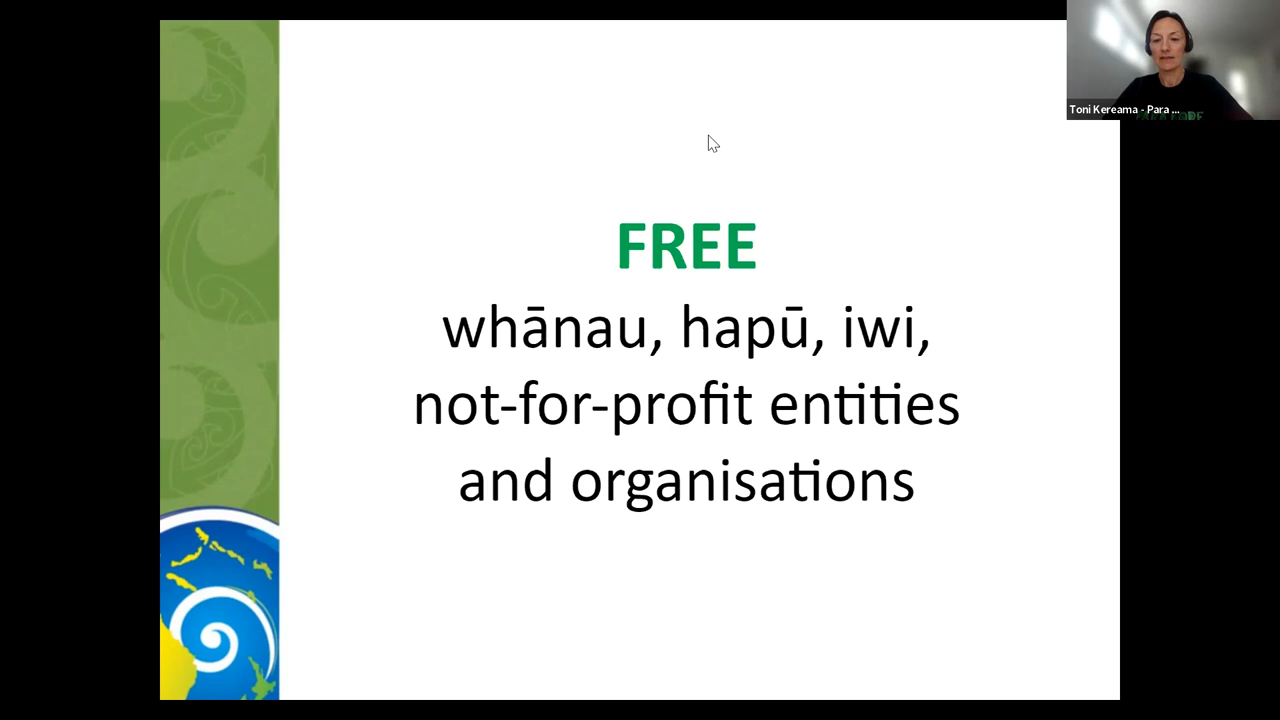 Toni Kereama - Para ...
FREE
whānau, hapū, iwi,
not-for-profit entities
and organisations